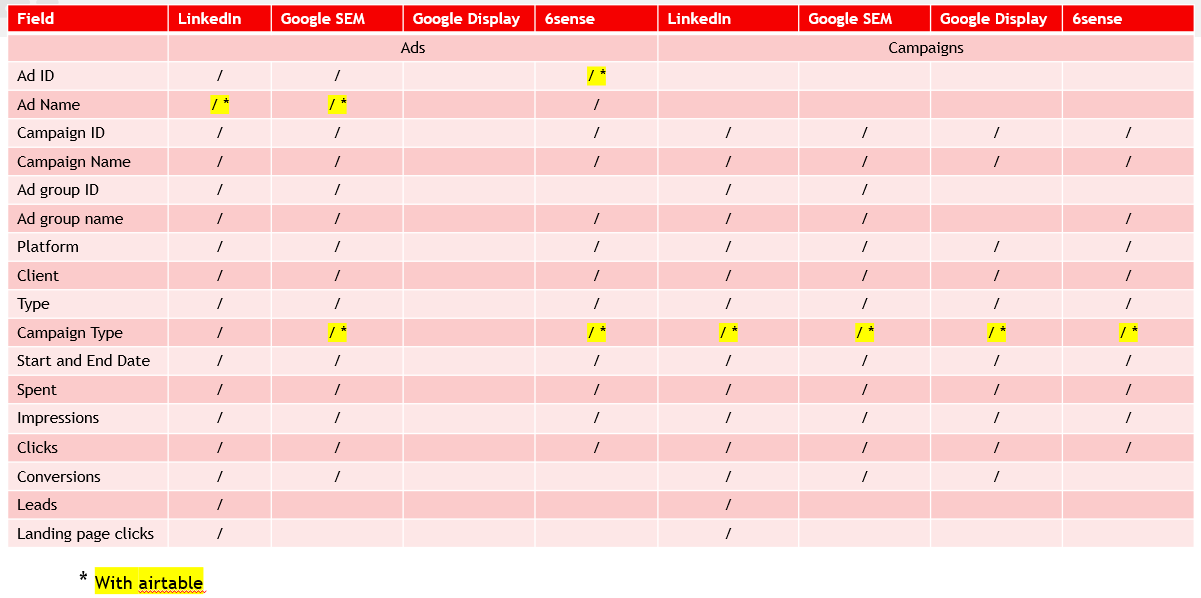 Field LinkedIn Google SEM Google Display 6sense LinkedIn Google SEM Google Display 6sense
Ads Campaigns
Ad ID / / / *
Ad Name / * / * /
Campaign ID / / / / / / /
Campaign Name / / / / / / /
Ad group ID / / / /
Ad group name / / / / / /
Platform / / / / / / /
Client / / / / / / /
Type / / / / / / /
Campaign Type / / * / * / * / * / * / *
Start and End Date / / / / / / /
Spent / / / / / / /
Impressions / / / / / / /
Clicks / / / / / / /
Conversions / / / / /
Leads / /
Landing page clicks / /
* With airtable